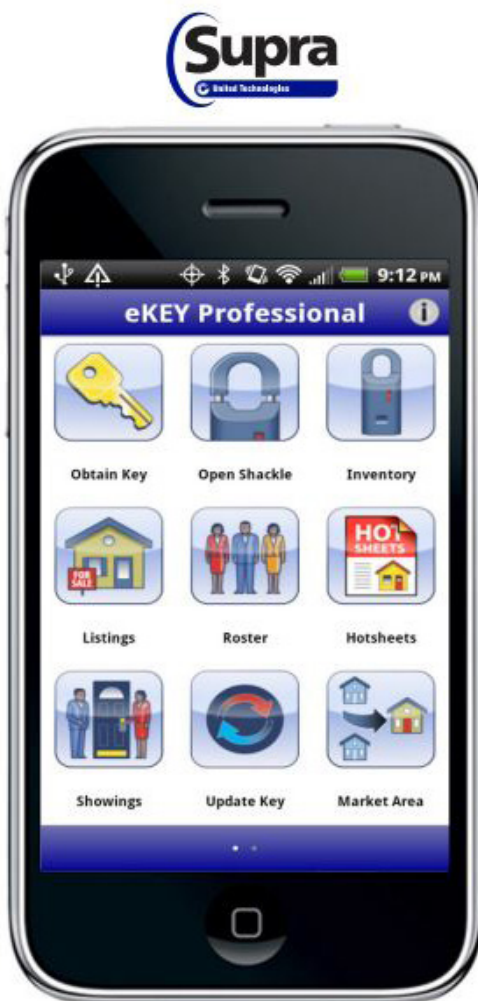 Supra
United Technologies
9:12 PM
eKEY Professional
i
Obtain Key
Open Shackle
Inventory
FOR
SALE
HOT
SHEETS
Listings
Roster
Hotsheets
Showings
Update Key
Market Area